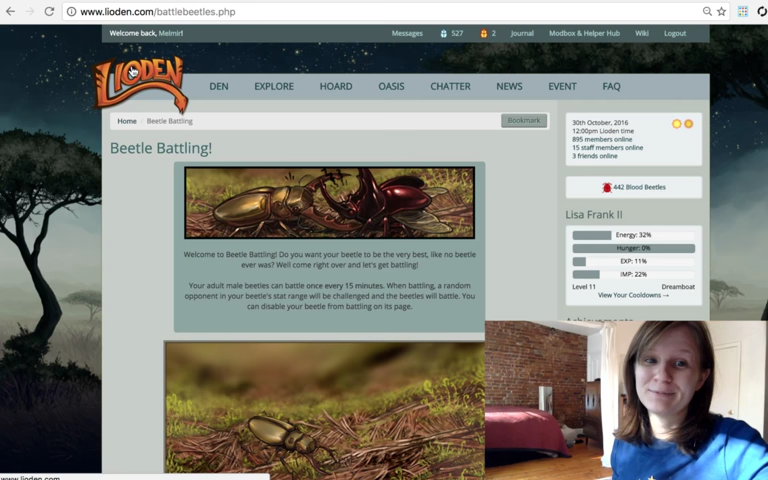 www.lioden.com/battlebeetles.php
Welcome back, Melmirt!
Messages 527 2 Journal Modbox & Helper Hub Wiki Logout
LIODEN
DEN EXPLORE HOARD OASIS CHATTER NEWS EVENT FAQ
Home / Beetle Battling
Bookmark
Beetle Battling!
Welcome to Beetle Battling! Do you want your beetle to be the very best, like no beetle
ever was? Well come right over and let's get battling!
Your adult male beetles can battle once every 15 minutes. When battling, a random
opponent in your beetle's stat range will be challenged and the beetles will battle. You
can disable your beetle from battling on its page.
30th October, 2016
12:00pm Lioden time
895 members online
15 staff members online
3 friends online
442 Blood Beetles
Lisa Frank II
Energy: 32%
Hunger: 0%
EXP: 11%
IMP: 22%
Level 11 Dreamboat
View Your Cooldowns →
www.lioden.com